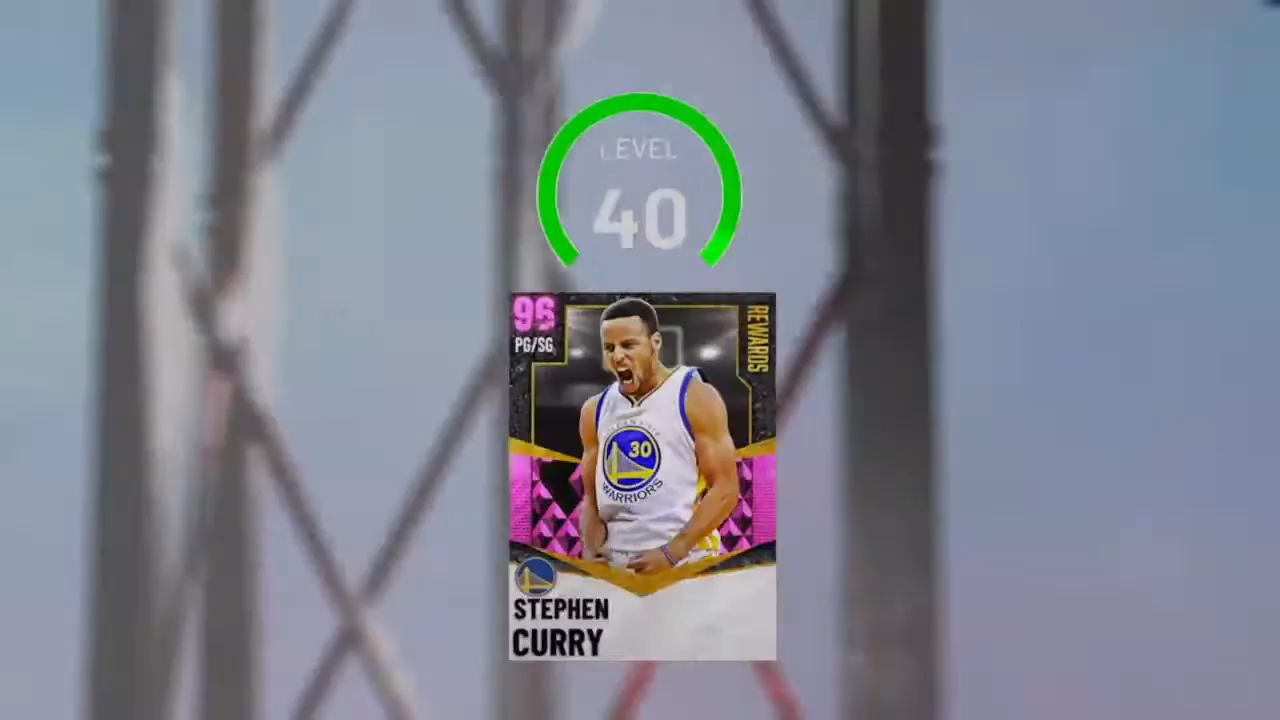 LEVEL
40
96
PG/SG
REWARDS
30
WARRIORS
STEPHEN
CURRY